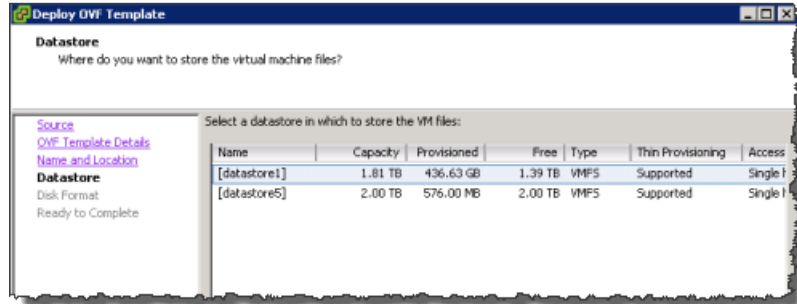 Deploy OVF Template
Datastore
Where do you want to store the virtual machine files?
Source
OVF Template Details
Name and Location
Datastore
Disk Format
Ready to Complete
Select a datastore in which to store the VM files:
Name Capacity Provisioned Free Type Thin Provisioning Access
[datastore1] 1.81 TB 436.63 GB 1.39 TB VMFS Supported Single h
[datastore5] 2.00 TB 576.00 MB 2.00 TB VMFS Supported Single h